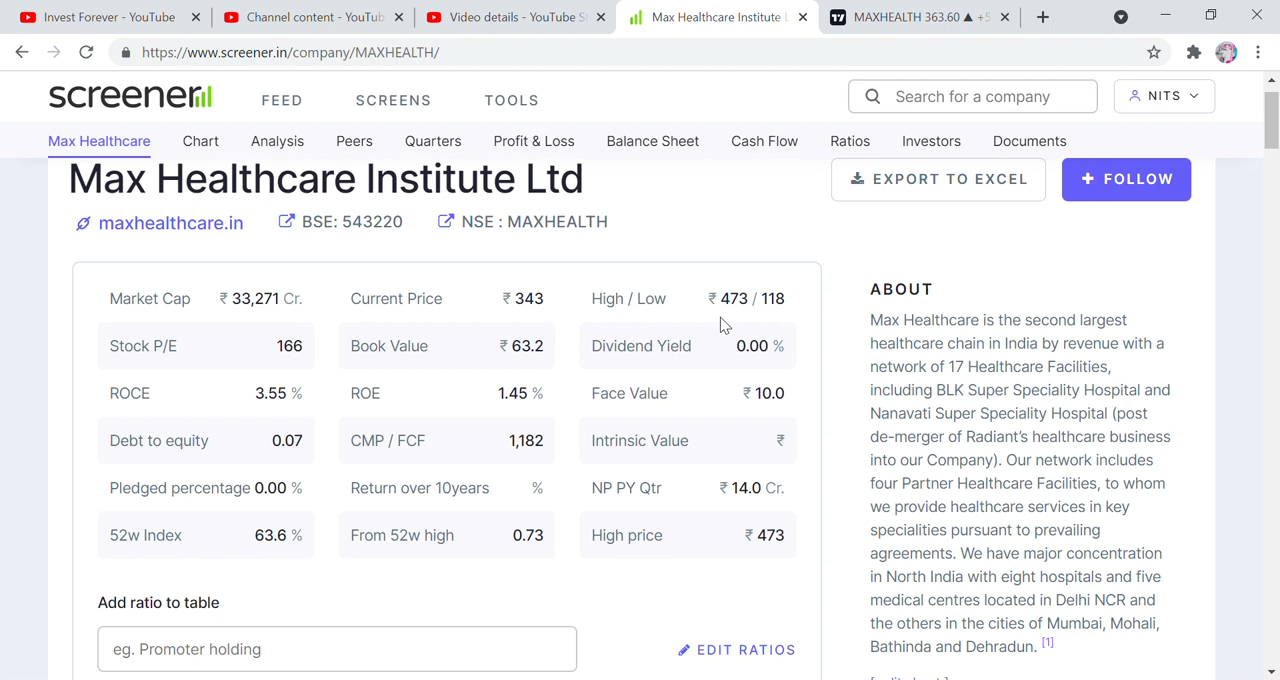 Invest Forever - YouTube
Channel content - YouTub
Video details - YouTube S
Max Healthcare Institute L
MAXHEALTH 363.60 ▲ +5
https://www.screener.in/company/MAXHEALTH/
screener
FEED
SCREENS
TOOLS
Search for a company
NITS
Max Healthcare
Chart
Analysis
Peers
Quarters
Profit & Loss
Balance Sheet
Cash Flow
Ratios
Investors
Documents
Max Healthcare Institute Ltd
EXPORT TO EXCEL
+ FOLLOW
maxhealthcare.in
BSE: 543220
NSE : MAXHEALTH
Market Cap ₹ 33,271 Cr.
Current Price ₹ 343
High / Low ₹ 473 / 118
Stock P/E 166
Book Value ₹ 63.2
Dividend Yield 0.00 %
ROCE 3.55 %
ROE 1.45 %
Face Value ₹ 10.0
Debt to equity 0.07
CMP / FCF 1,182
Intrinsic Value ₹
Pledged percentage 0.00 %
Return over 10years %
NP PY Qtr ₹ 14.0 Cr.
52w Index 63.6 %
From 52w high 0.73
High price ₹ 473
Add ratio to table
eg. Promoter holding
EDIT RATIOS
ABOUT
Max Healthcare is the second largest
healthcare chain in India by revenue with a
network of 17 Healthcare Facilities,
including BLK Super Speciality Hospital and
Nanavati Super Speciality Hospital (post
de-merger of Radiant's healthcare business
into our Company). Our network includes
four Partner Healthcare Facilities, to whom
we provide healthcare services in key
specialities pursuant to prevailing
agreements. We have major concentration
in North India with eight hospitals and five
medical centres located in Delhi NCR and
the others in the cities of Mumbai, Mohali,
Bathinda and Dehradun. [1]